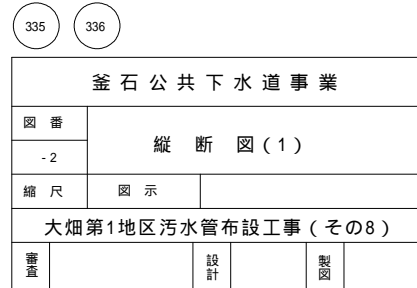 335 336
釜石公共下水道事業
図番
縦断図(1)
-2
縮尺 図示
大畑第1地区汚水管布設工事(その8)
審査 設計 製図